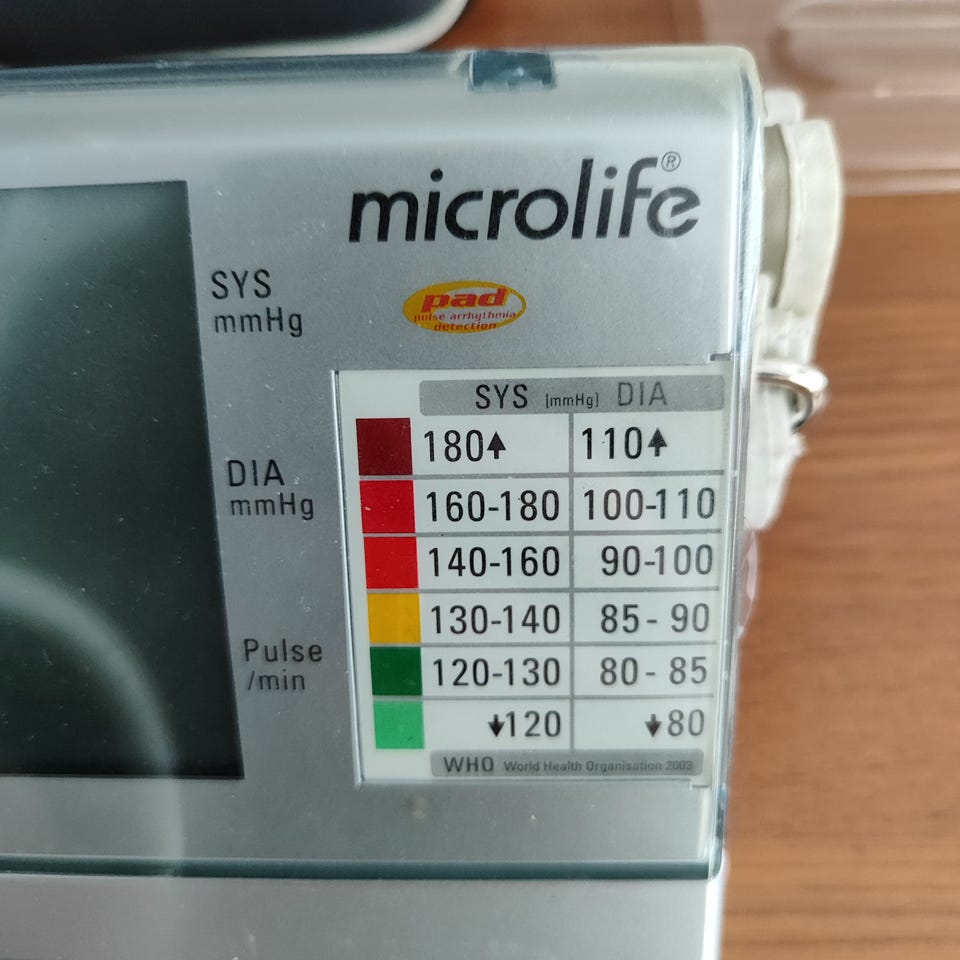 microlife®
SYS
mmHg
pad
pulse arrhythmia
detection
SYS [mmHg] DIA
180↑ 110↑
160-180 100-110
140-160 90-100
130-140 85 - 90
120-130 80 - 85
↓120 ↓80
WHO World Health Organisation 2003
DIA
mmHg
Pulse
/min